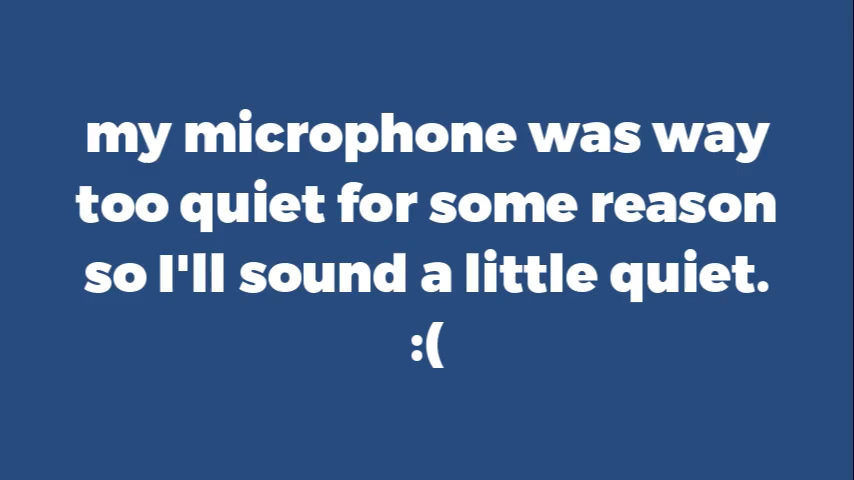 my microphone was way
too quiet for some reason
so I'll sound a little quiet.
:(